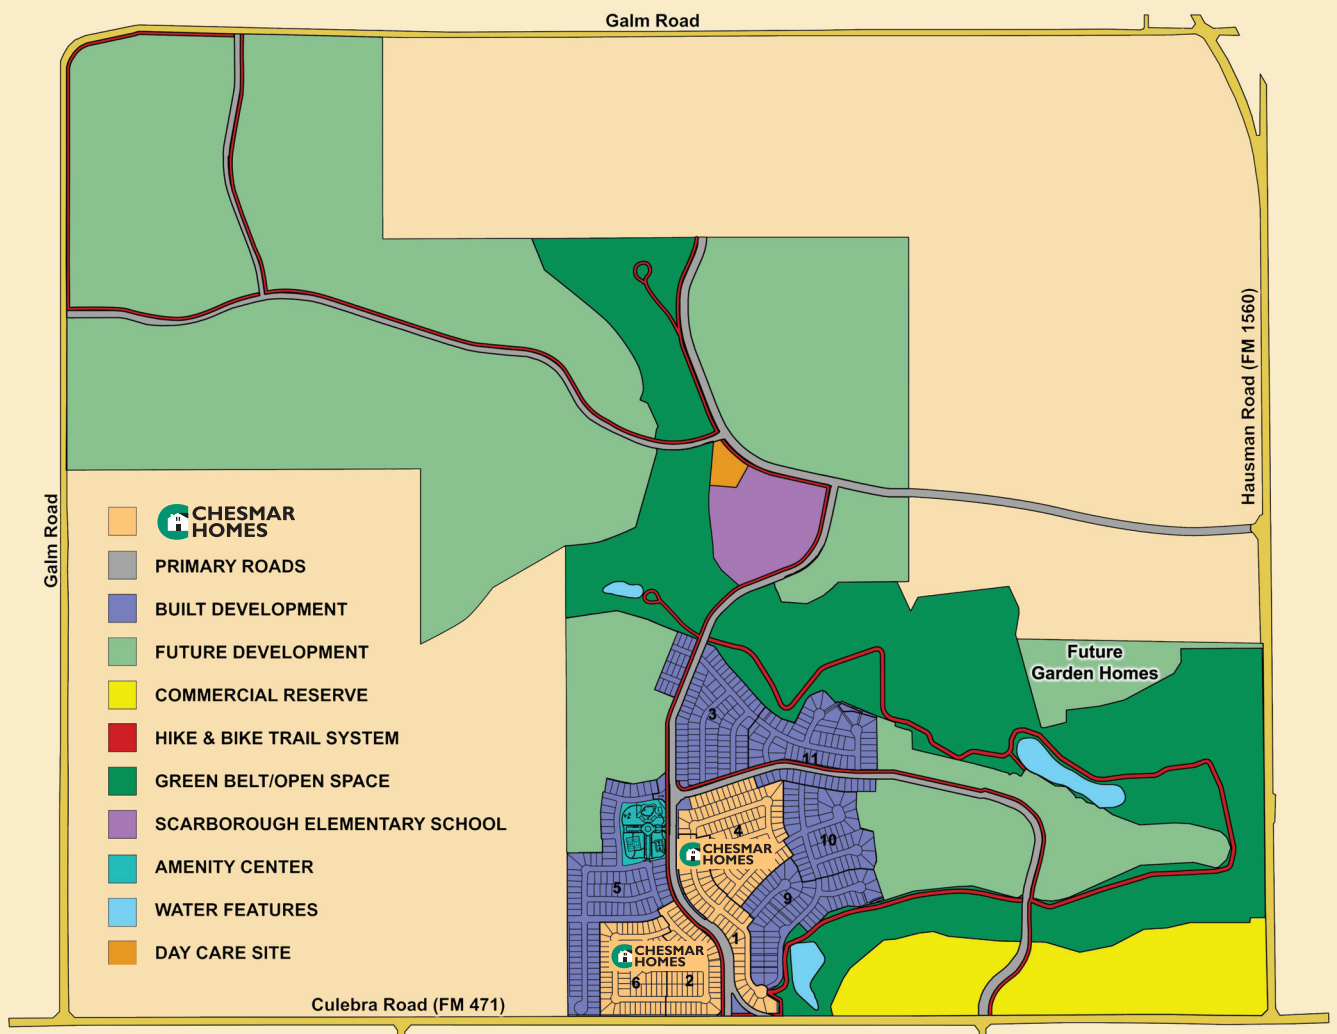 Galm Road
Hausman Road (FM 1560)
Galm Road
CHESMAR
HOMES
PRIMARY ROADS
BUILT DEVELOPMENT
FUTURE DEVELOPMENT
COMMERCIAL RESERVE
HIKE & BIKE TRAIL SYSTEM
GREEN BELT/OPEN SPACE
SCARBOROUGH ELEMENTARY SCHOOL
AMENITY CENTER
WATER FEATURES
DAY CARE SITE
Future
Garden Homes
3
11
4
10
CHESMAR
HOMES
5
9
1
CHESMAR
HOMES
6
2
Culebra Road (FM 471)